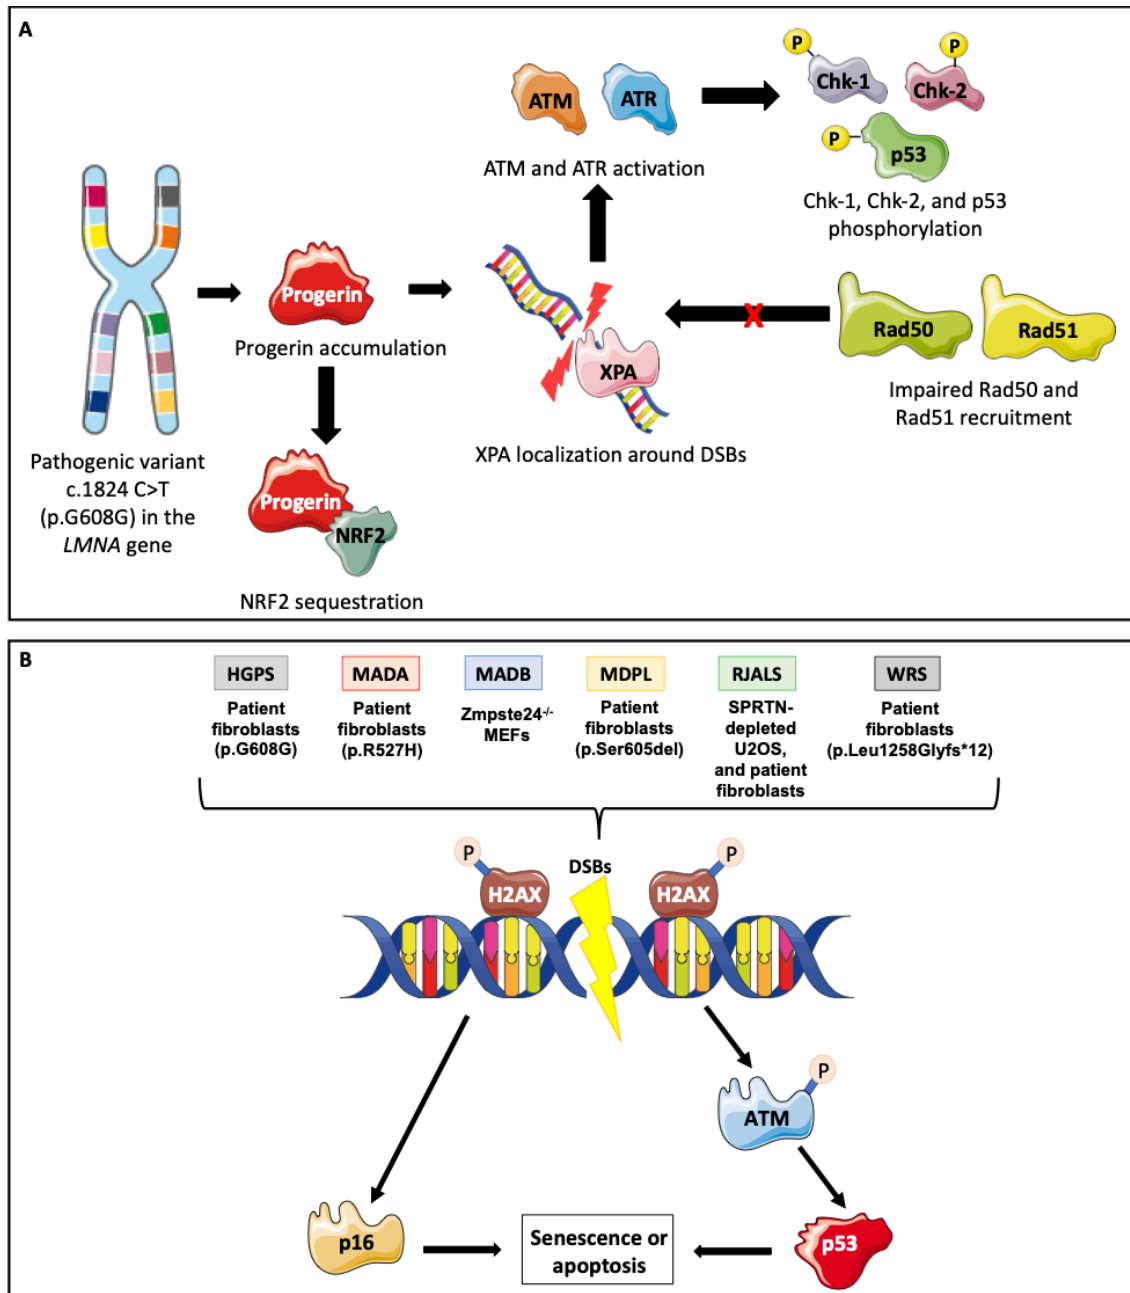 A
P
P
Chk-1
Chk-2
ATM
ATR
P
p53
ATM and ATR activation
Chk-1, Chk-2, and p53
phosphorylation
Progerin
Progerin accumulation
XPA
XPA localization around DSBs
X
Rad50
Rad51
Impaired Rad50 and
Rad51 recruitment
Pathogenic variant
c.1824 C>T
(p.G608G) in the
LMNA gene
Progerin
NRF2
NRF2 sequestration
B
HGPS
Patient
fibroblasts
(p.G608G)
MADA
Patient
fibroblasts
(p.R527H)
MADB
Zmpste24-/-
MEFs
MDPL
Patient
fibroblasts
(p.Ser605del)
RJALS
SPRTN-
depleted
U2OS,
and patient
fibroblasts
WRS
Patient
fibroblasts
(p.Leu1258Glyfs*12)
P
H2AX
DSBs
P
H2AX
P
ATM
p16
Senescence or
apoptosis
p53